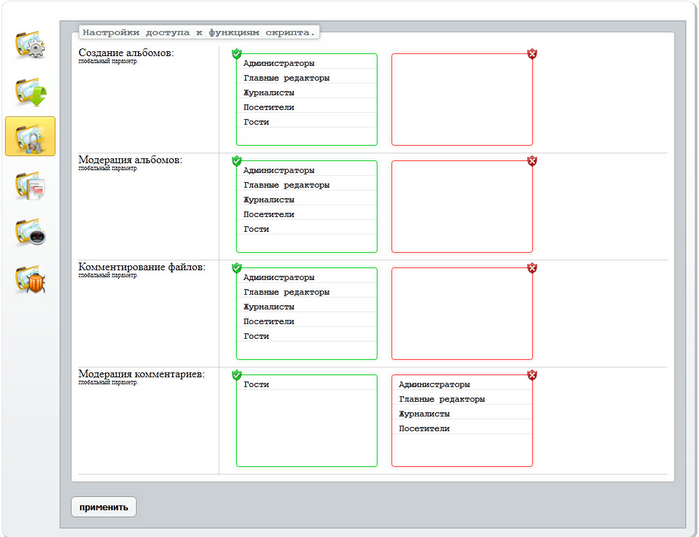 Настройки доступа к функциям скрипта.
Создание альбомов:
глобальный параметр.
Администраторы
Главные редакторы
Журналисты
Посетители
Гости
Модерация альбомов:
глобальный параметр.
Администраторы
Главные редакторы
Журналисты
Посетители
Гости
Комментирование файлов:
глобальный параметр.
Администраторы
Главные редакторы
Журналисты
Посетители
Гости
Модерация комментариев:
глобальный параметр.
Гости
Администраторы
Главные редакторы
Журналисты
Посетители
применить